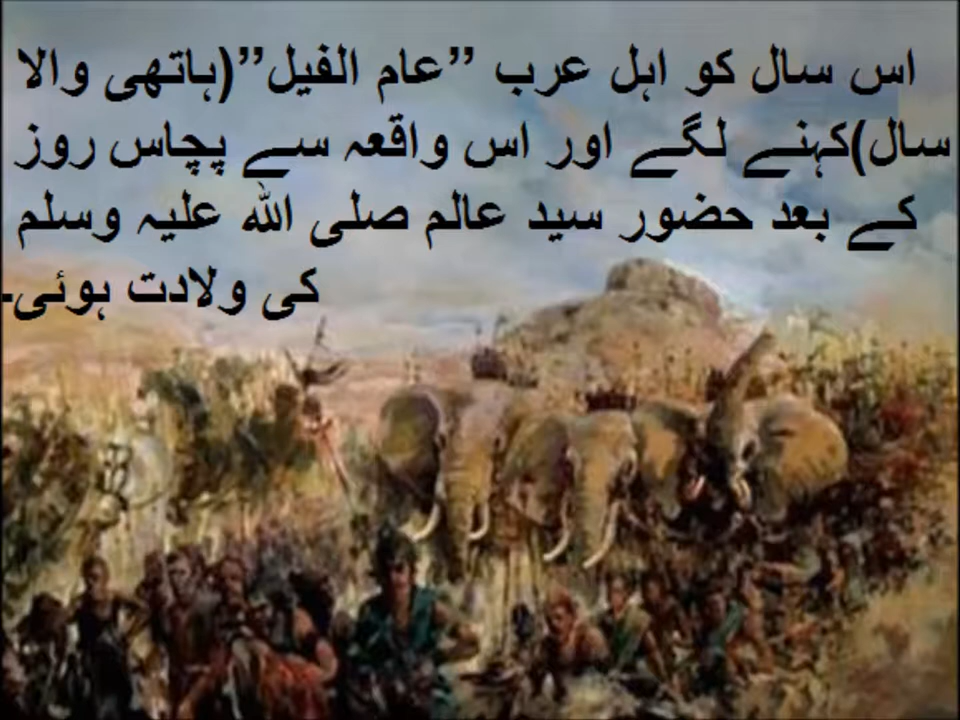 اس سال کو اہل عرب ”عام الفیل”(ہاتھی والا
سال)کہنے لگے اور اس واقعہ سے پچاس روز
کے بعد حضور سید عالم صلی اللہ علیہ وسلم
کی ولادت ہوئی۔